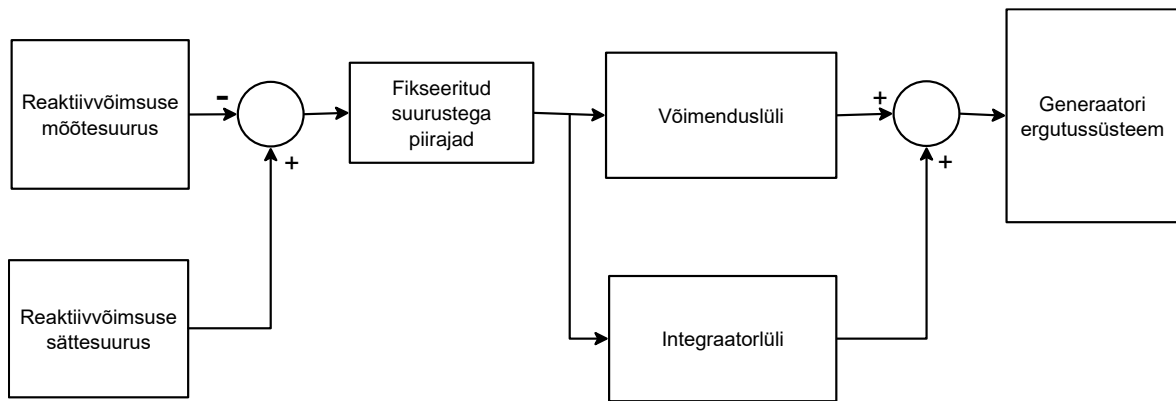 Reaktiivvõimsuse
mõõtesuurus
-
+
Fikseeritud
suurustega
piirajad
Võimenduslüli
+
+
Generaatori
ergutussüsteem
Reaktiivvõimsuse
sättesuurus
Integraatorlüli